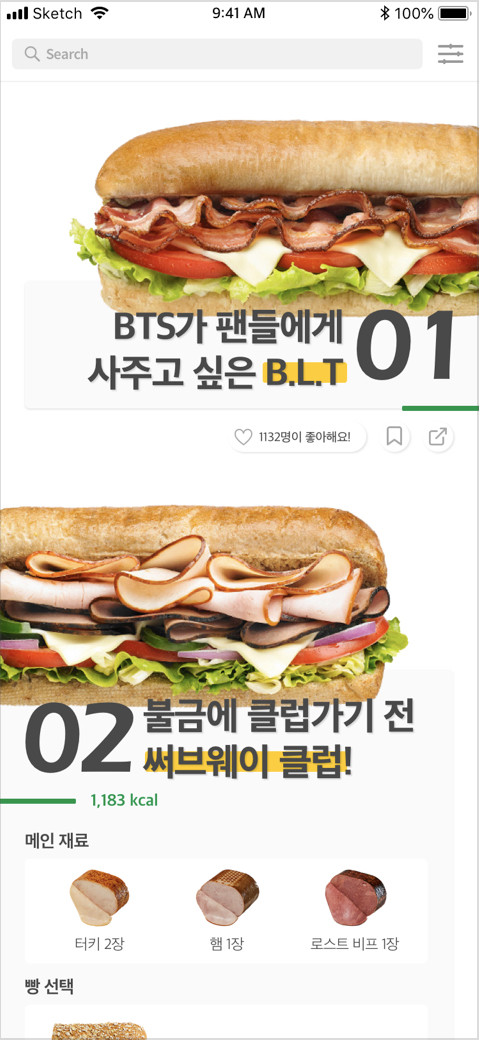 Sketch 9:41 AM 100%
Search
BTS가 팬들에게
사주고 싶은 B.L.T
01
1132명이 좋아해요!
02
불금에 클럽가기 전
써브웨이 클럽!
1,183 kcal
메인 재료
터키 2장 햄 1장 로스트 비프 1장
빵 선택